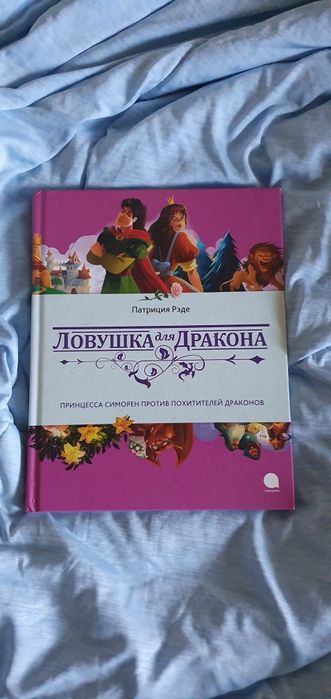 Патриция Рэде
ЛОВУШКА для ДРАКОНА
ПРИНЦЕССА СИМОРЕН ПРОТИВ ПОХИТИТЕЛЕЙ ДРАКОНОВ